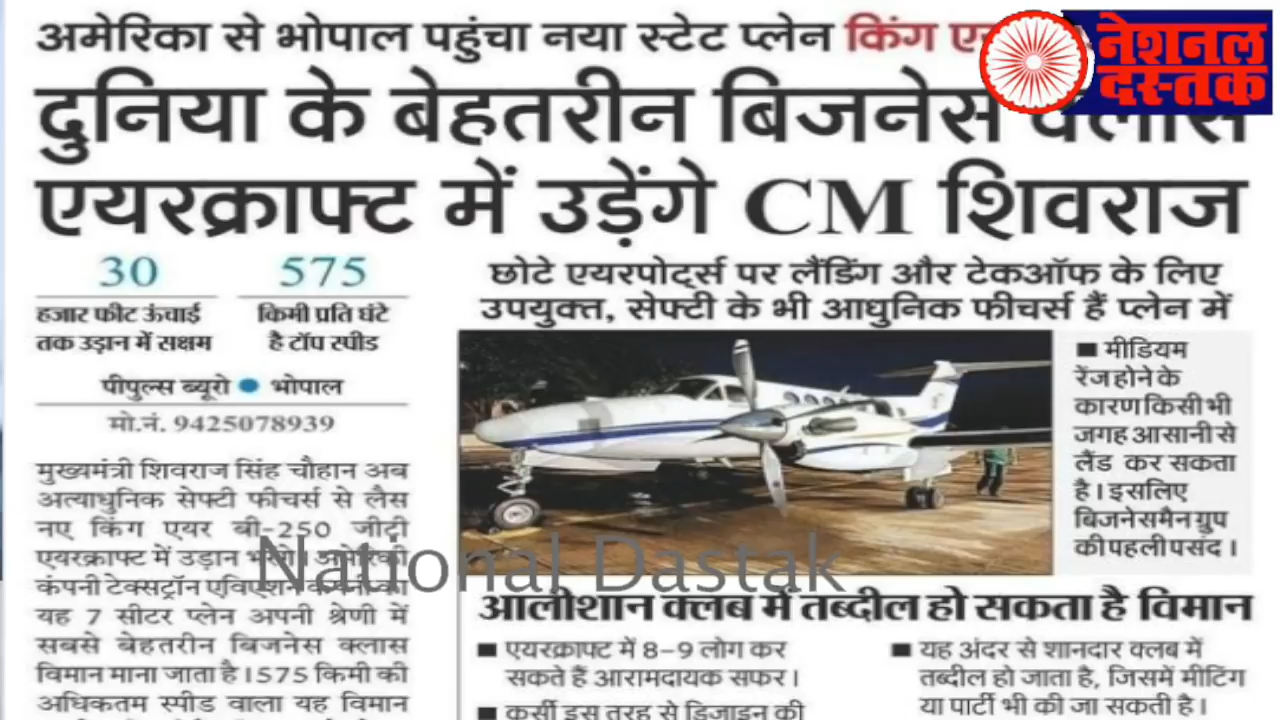 अमेरिका से भोपाल पहुंचा नया स्टेट प्लेन किंग
नेशनल
दस्तक
दुनिया के बेहतरीन बिजनेस क्लास
एयरक्राफ्ट में उड़ेंगे CM शिवराज
30
हजार फीट ऊंचाई
तक उड़ान में सक्षम
575
किमी प्रति घंटे
है टॉप स्पीड
पीपुल्स ब्यूरो ● भोपाल
मो.नं. 9425078939
मुख्यमंत्री शिवराज सिंह चौहान अब
अत्याधुनिक सेफ्टी फीचर्स से लैस
नए किंग एयर बी-250 जीटी
एयरक्राफ्ट में उड़ान
कंपनी टेक्सट्रॉन एविएशन
यह 7 सीटर प्लेन अपनी श्रेणी में
सबसे बेहतरीन बिजनेस क्लास
विमान माना जाता है। 575 किमी की
अधिकतम स्पीड वाला यह विमान
छोटे एयरपोर्ट्स पर लैंडिंग और टेकऑफ के लिए
उपयुक्त, सेफ्टी के भी आधुनिक फीचर्स हैं प्लेन में
■ मीडियम
रेंज होने के
कारण किसी भी
जगह आसानी से
लैंड कर सकता
है। इसलिए
बिजनेसमैन ग्रुप
की पहली पसंद।
National Dastak
आलीशान क्लब में तब्दील हो सकता है विमान
■ एयरक्राफ्ट में 8-9 लोग कर
सकते हैं आरामदायक सफर।
■ कुर्सी इस तरह से डिजाइन की
■ यह अंदर से शानदार क्लब में
तब्दील हो जाता है, जिसमें मीटिंग
या पार्टी भी की जा सकती है।